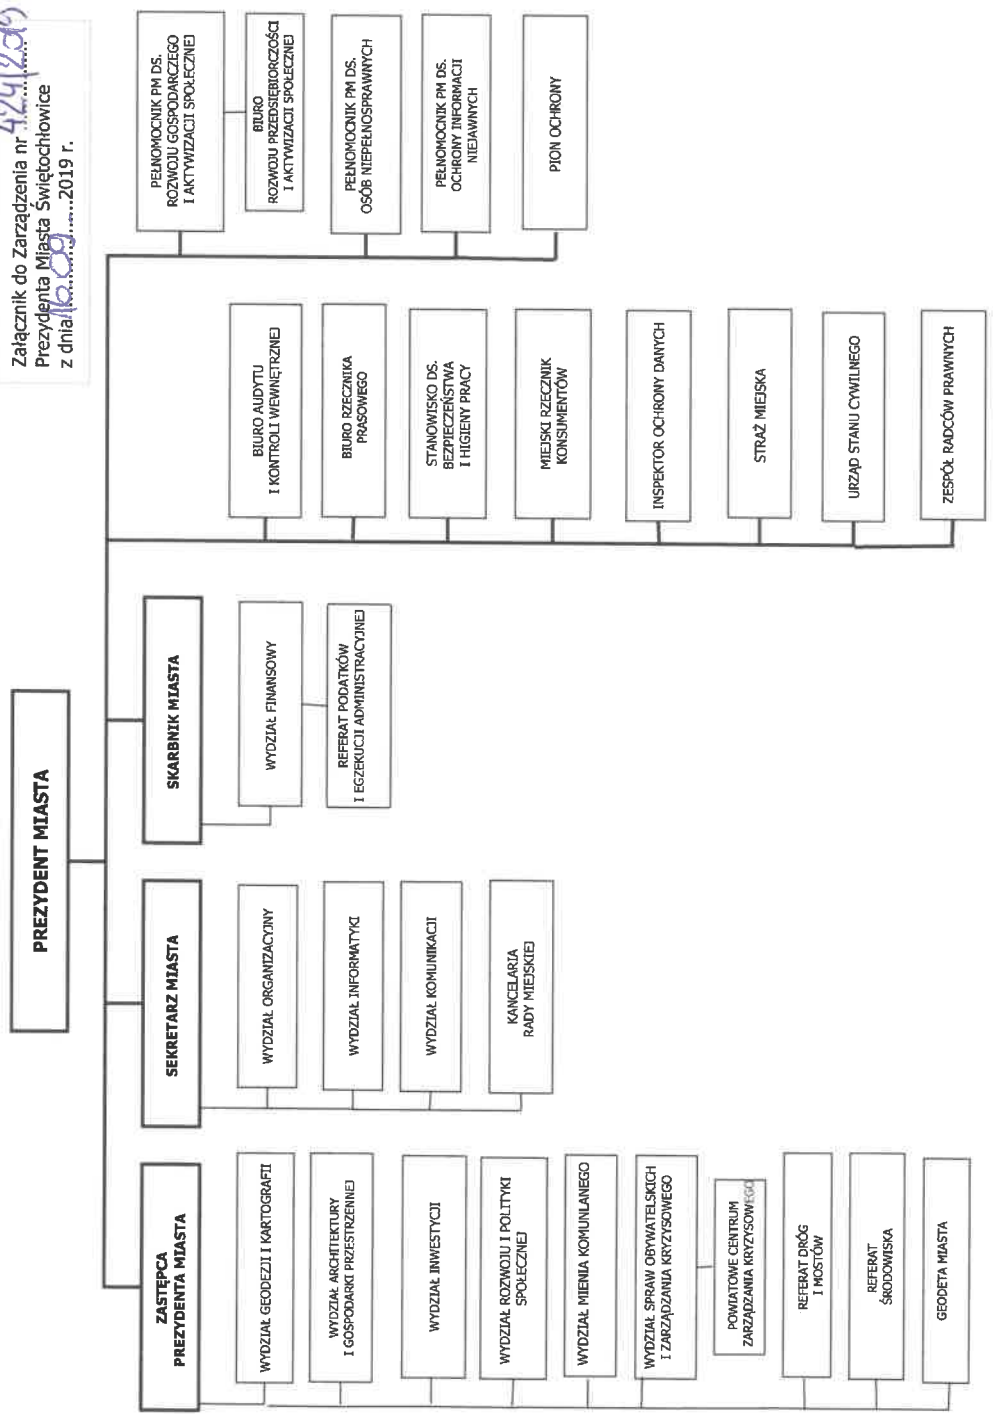 Załącznik do Zarządzenia nr 424/2019
Prezydenta Miasta Świętochłowice
z dnia 16.09.2019 r.
PREZYDENT MIASTA
ZASTĘPCA
PREZYDENTA MIASTA
WYDZIAŁ GEODEZJI I KARTOGRAFII
WYDZIAŁ ARCHITEKTURY
I GOSPODARKI PRZESTRZENNEJ
WYDZIAŁ INWESTYCJI
WYDZIAŁ ROZWOJU I POLITYKI
SPOŁECZNEJ
WYDZIAŁ MIENIA KOMUNLANEGO
WYDZIAŁ SPRAW OBYWATELSKICH
I ZARZĄDZANIA KRYZYSOWEGO
POWIATOWE CENTRUM
ZARZĄDZANIA KRYZYSOWEGO
REFERAT DRÓG
I MOSTÓW
REFERAT
ŚRODOWISKA
GEODETA MIASTA
SEKRETARZ MIASTA
WYDZIAŁ ORGANIZACYJNY
WYDZIAŁ INFORMATYKI
WYDZIAŁ KOMUNIKACJI
KANCELARIA
RADY MIEJSKIEJ
SKARBNIK MIASTA
WYDZIAŁ FINANSOWY
REFERAT PODATKÓW
I EGZEKUCJI ADMINISTRACYJNEJ
BIURO AUDYTU
I KONTROLI WEWNĘTRZNEJ
BIURO RZECZNIKA
PRASOWEGO
STANOWISKO DS.
BEZPIECZEŃSTWA
I HIGIENY PRACY
MIEJSKI RZECZNIK
KONSUMENTÓW
INSPEKTOR OCHRONY DANYCH
STRAŻ MIEJSKA
URZĄD STANU CYWILNEGO
ZESPÓŁ RADCÓW PRAWNYCH
PEŁNOMOCNIK PM DS.
ROZWOJU GOSPODARCZEGO
I AKTYWIZACJI SPOŁECZNEJ
BIURO
ROZWOJU PRZEDSIĘBIORCZOŚCI
I AKTYWIZACJI SPOŁECZNEJ
PEŁNOMOCNIK PM DS.
OSÓB NIEPEŁNOSPRAWNYCH
PEŁNOMOCNIK PM DS.
OCHRONY INFORMACJI
NIEJAWNYCH
PION OCHRONY